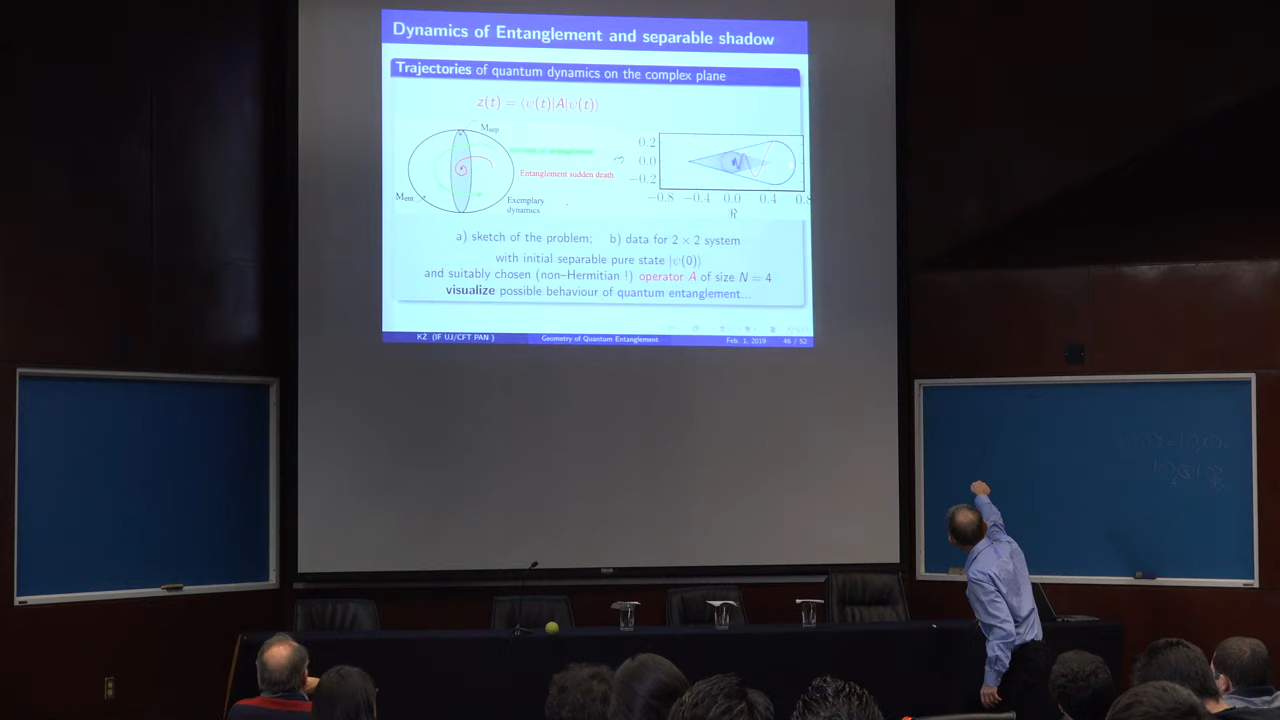 Dynamics of Entanglement and separable shadow
Trajectories of quantum dynamics on the complex plane
z(t) = ⟨ψ(t)|A|ψ(t)⟩
Msep
Entanglement sudden death
Ment
Exemplary
dynamics
0.2
0.0
−0.2
−0.8 −0.4 0.0 0.4 0.8
ℜ
a) sketch of the problem; b) data for 2 × 2 system
with initial separable pure state |ψ(0)⟩
and suitably chosen (non–Hermitian !) operator A of size N = 4
visualize possible behaviour of quantum entanglement...
KŻ (IF UJ/CFT PAN ) Geometry of Quantum Entanglement Feb. 1, 2019 46 / 52